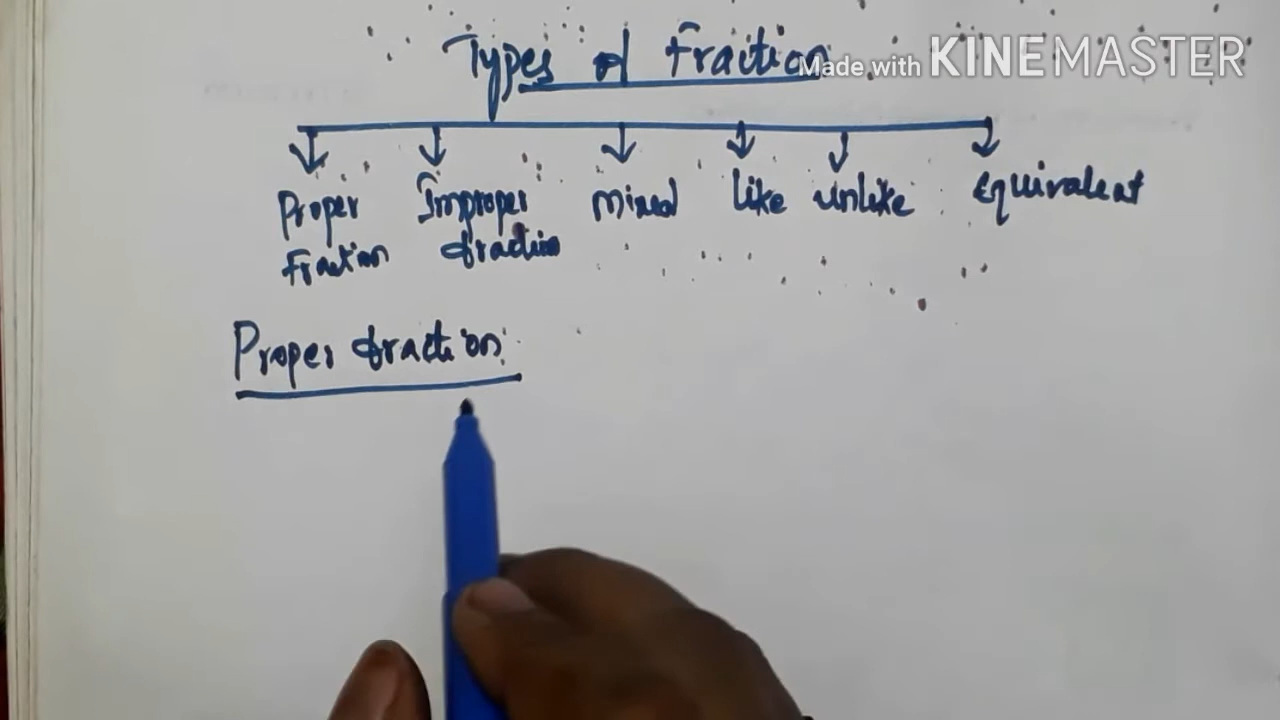 Types of Fraction
Made with KINEMASTER
Proper Improper mixed like unlike Equivalent
Fraction fraction
Proper fraction: